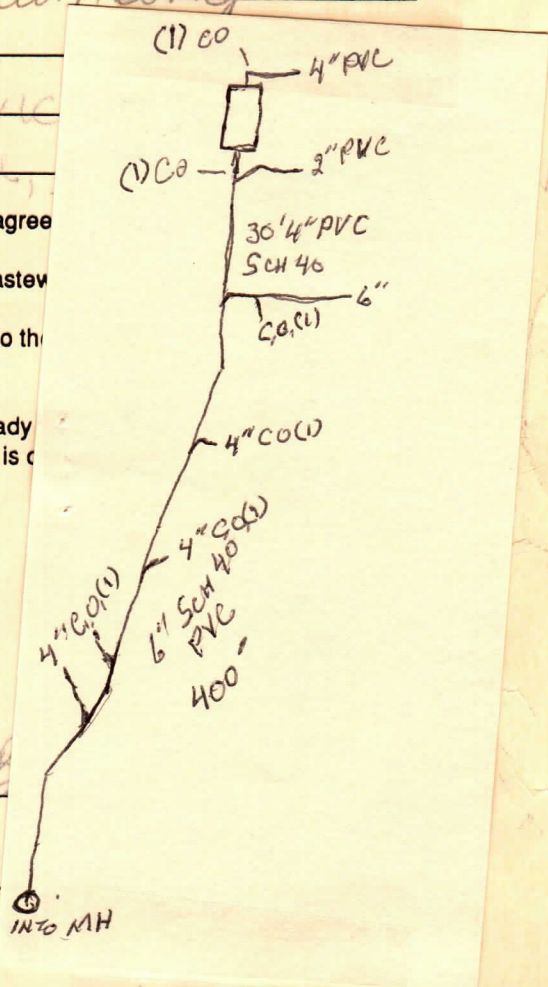 (1) CO
4" PVC
(1) CO
2" PVC
30' 4" PVC
SCH 40
6"
C,O,(1)
4" CO(1)
4" C,O,(1)
6" SCH 40
PVC
400'
4" C,O,(1)
INTO MH
agree
astew
o the
ady
is c